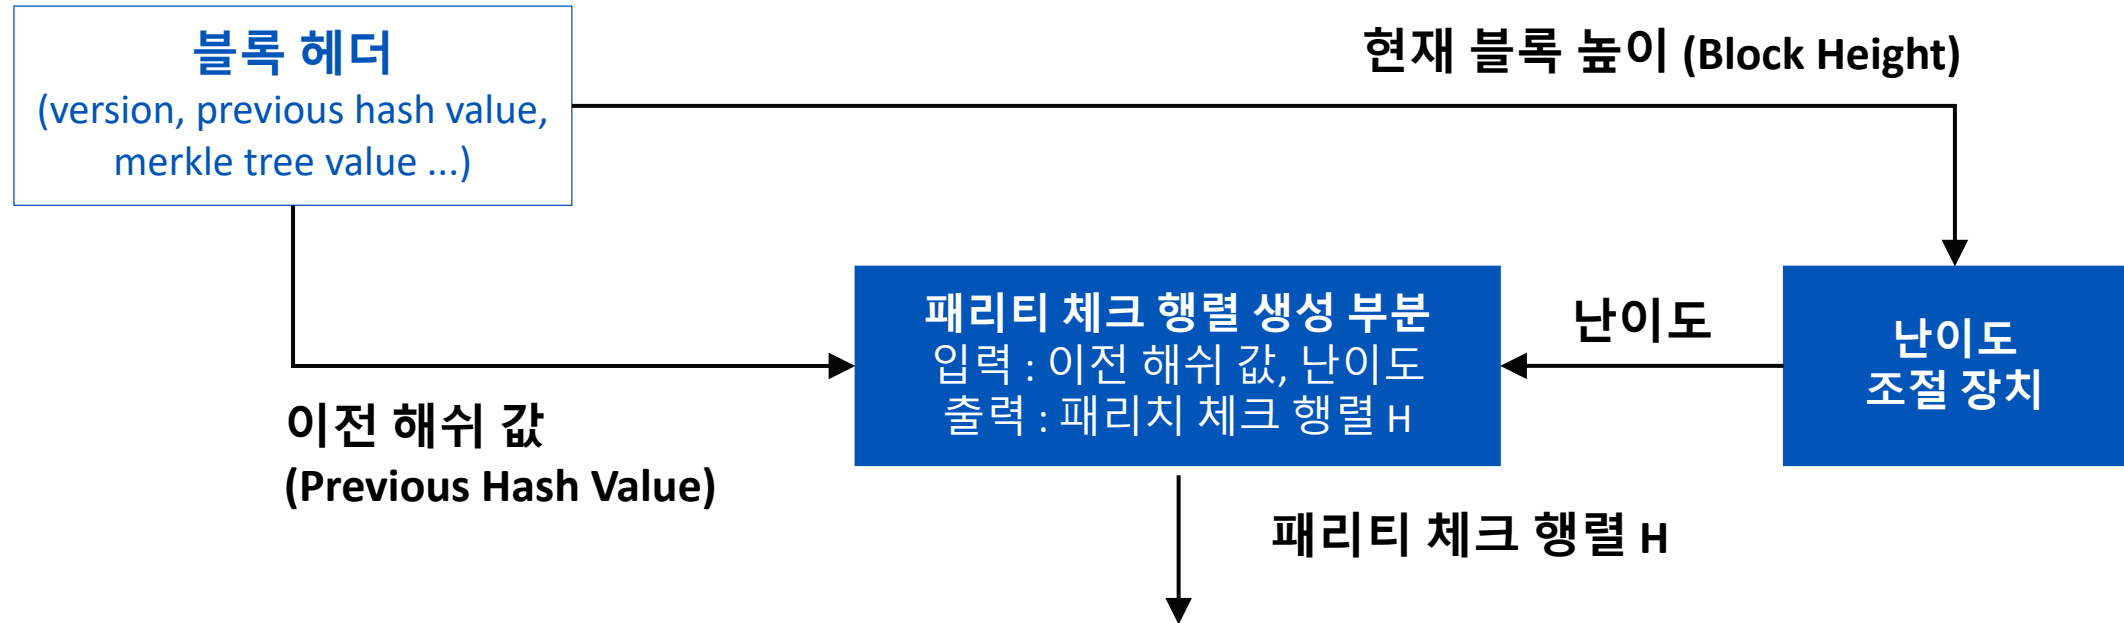 블록 헤더
(version, previous hash value,
merkle tree value ...)
현재 블록 높이 (Block Height)
패리티 체크 행렬 생성 부분
입력 : 이전 해쉬 값, 난이도
출력 : 패리치 체크 행렬 H
난이도
난이도
조절 장치
이전 해쉬 값
(Previous Hash Value)
패리티 체크 행렬 H